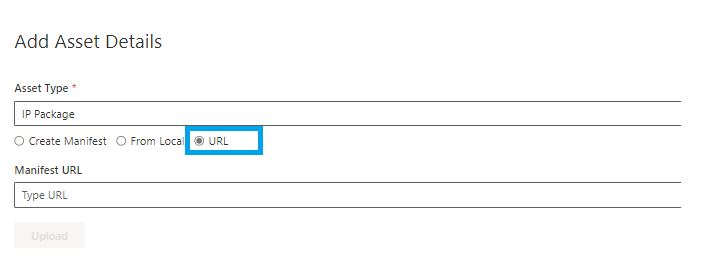 Add Asset Details
Asset Type *
IP Package
Create Manifest From Local URL
Manifest URL
Type URL
Upload